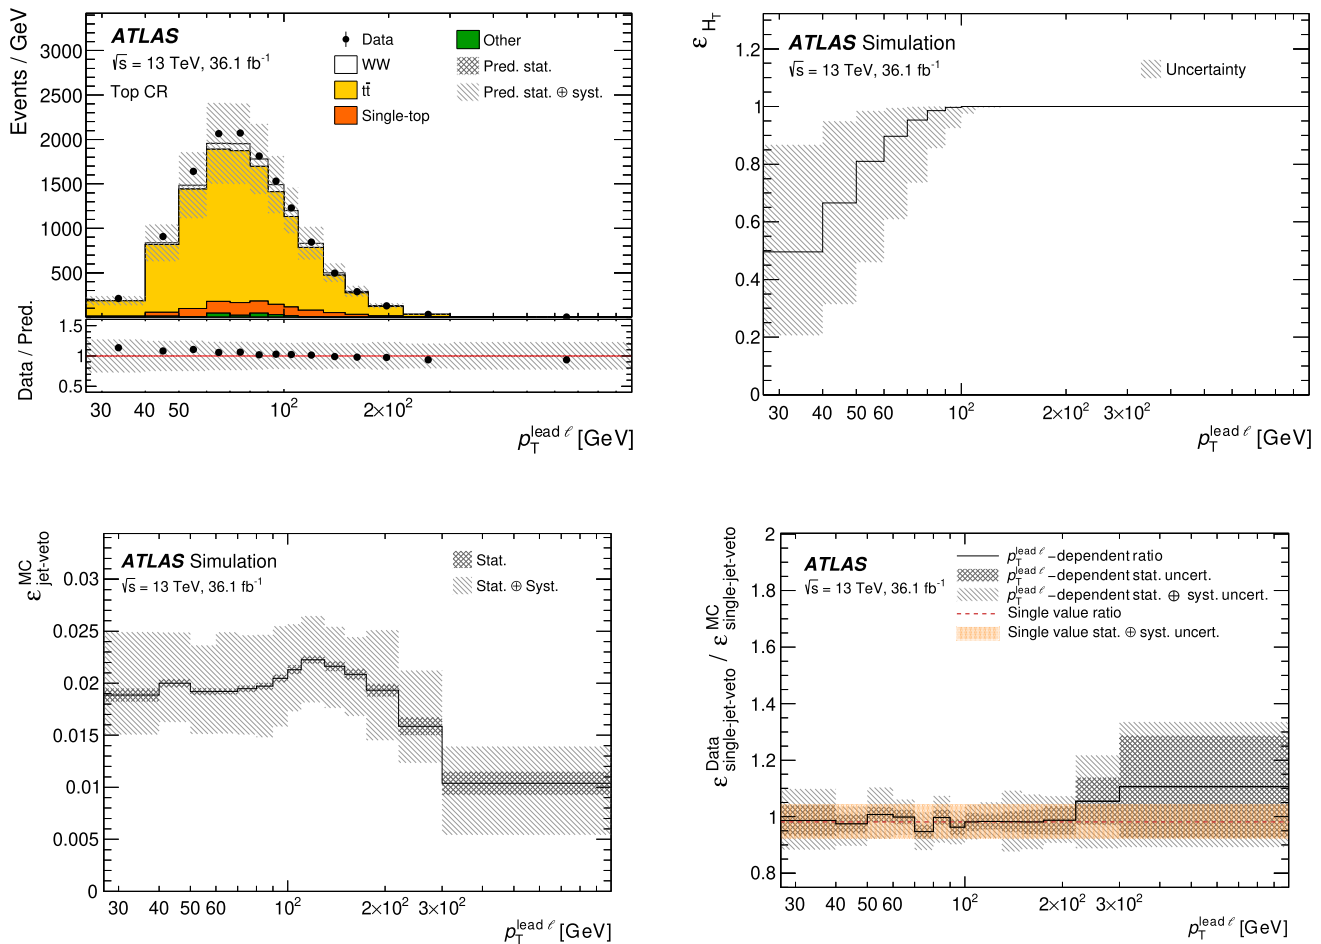 Events / GeV
3000
2500
2000
1500
1000
500
ATLAS
√s = 13 TeV, 36.1 fb⁻¹
Top CR
Data
WW
tt̄
Single-top
Other
Pred. stat.
Pred. stat. ⊕ syst.
Data / Pred.
1.5
1
0.5
30 40 50 10² 2×10²
p_T^{lead ℓ} [GeV]
ε_{H_T}
1.2
1
0.8
0.6
0.4
0.2
0
ATLAS Simulation
√s = 13 TeV, 36.1 fb⁻¹
Uncertainty
30 40 50 60 10² 2×10² 3×10²
p_T^{lead ℓ} [GeV]
ε^{MC}_{jet-veto}
0.03
0.025
0.02
0.015
0.01
0.005
0
ATLAS Simulation
√s = 13 TeV, 36.1 fb⁻¹
Stat.
Stat. ⊕ Syst.
30 40 50 60 10² 2×10² 3×10²
p_T^{lead ℓ} [GeV]
ε^{Data}_{single-jet-veto} / ε^{MC}_{single-jet-veto}
2
1.8
1.6
1.4
1.2
1
0.8
ATLAS
√s = 13 TeV, 36.1 fb⁻¹
p_T^{lead ℓ} −dependent ratio
p_T^{lead ℓ} −dependent stat. uncert.
p_T^{lead ℓ} −dependent stat. ⊕ syst. uncert.
Single value ratio
Single value stat. ⊕ syst. uncert.
30 40 50 60 10² 2×10² 3×10²
p_T^{lead ℓ} [GeV]